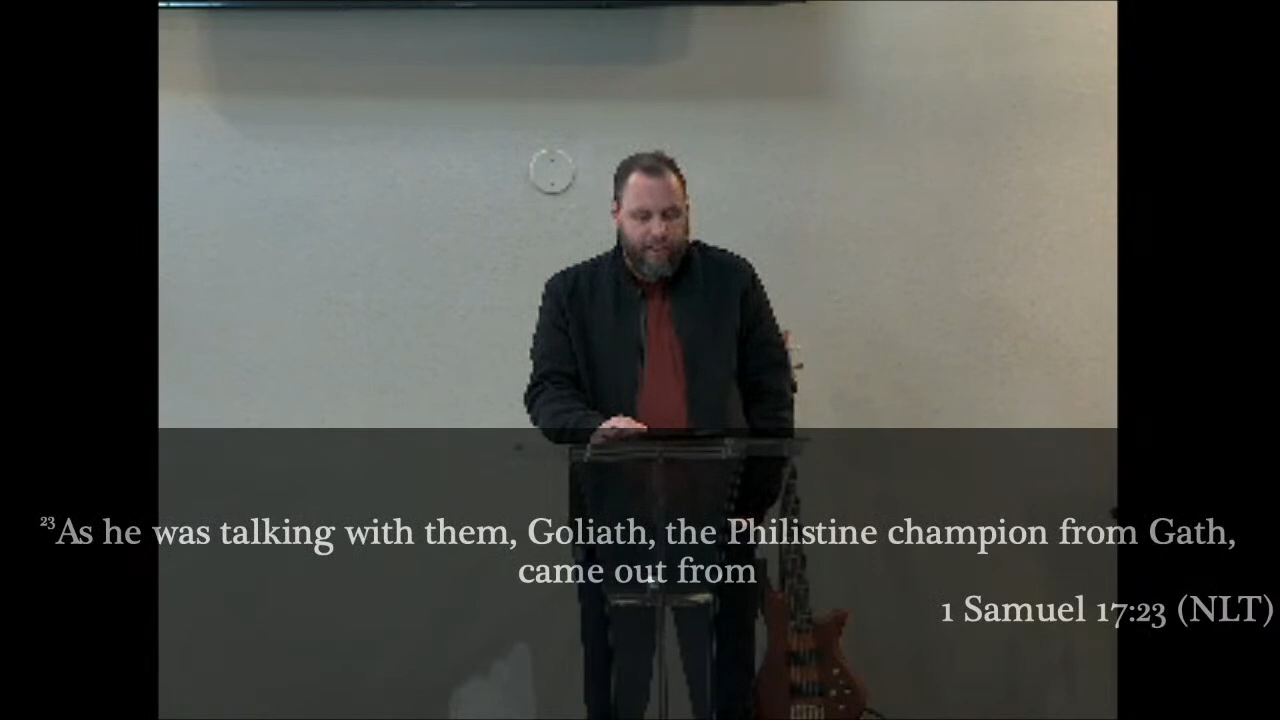 ²³As he was talking with them, Goliath, the Philistine champion from Gath,
came out from
1 Samuel 17:23 (NLT)